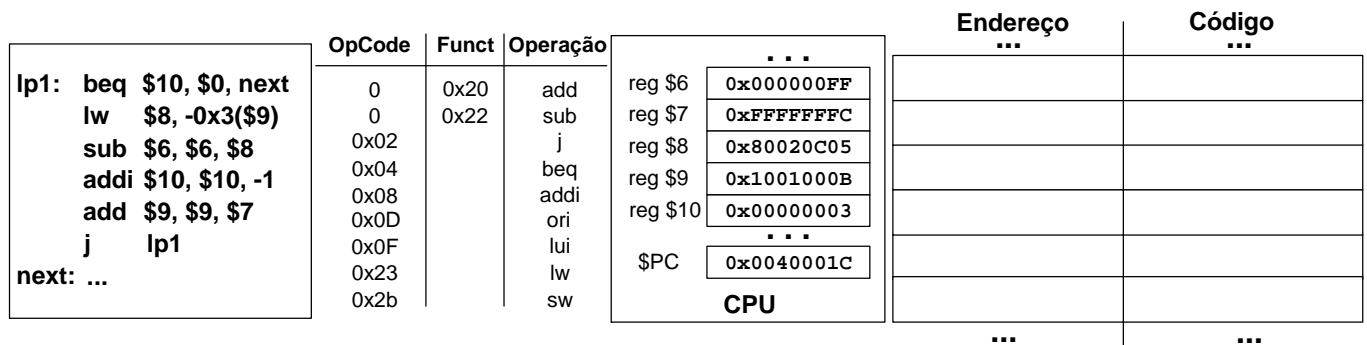 lp1: beq $10, $0, next
lw $8, -0x3($9)
sub $6, $6, $8
addi $10, $10, -1
add $9, $9, $7
j lp1
next: ...
OpCode Funct Operação
0 0x20 add
0 0x22 sub
0x02 j
0x04 beq
0x08 addi
0x0D ori
0x0F lui
0x23 lw
0x2b sw
...
reg $6 0x000000FF
reg $7 0xFFFFFFFC
reg $8 0x80020C05
reg $9 0x1001000B
reg $10 0x00000003
...
$PC 0x0040001C
CPU
Endereço Código
... ...
... ...